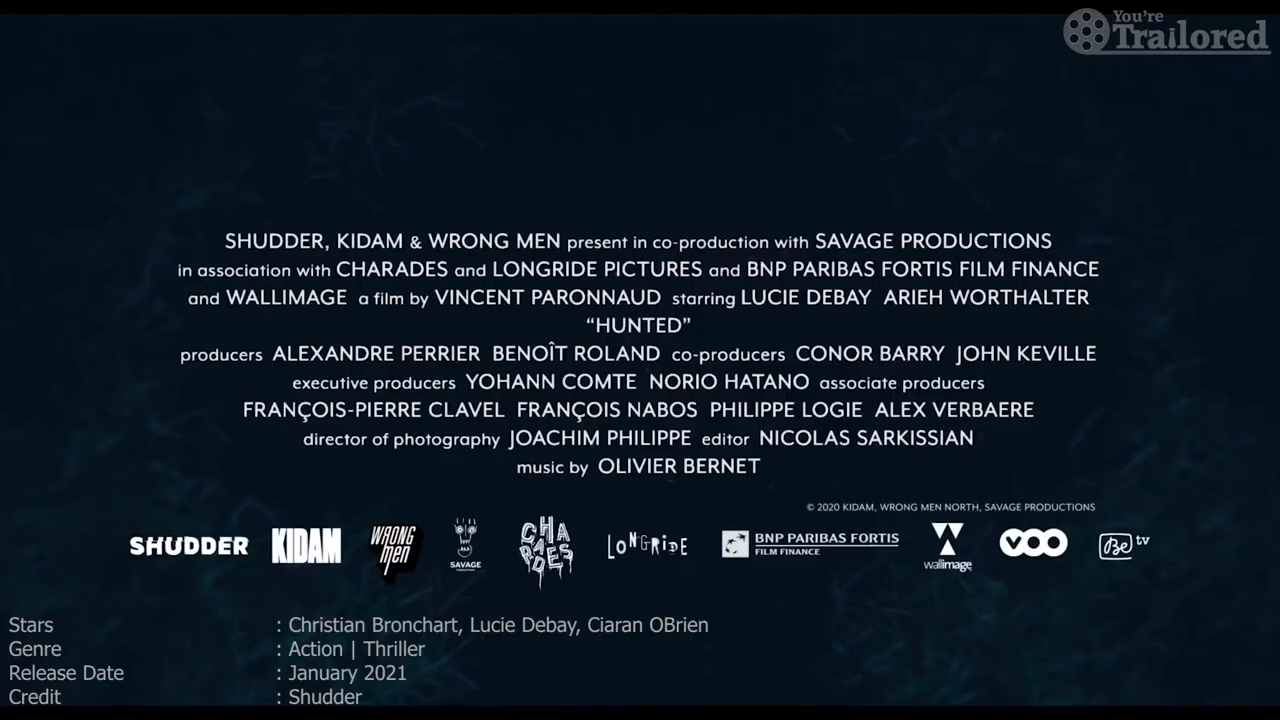 You're
Trailored
SHUDDER, KIDAM & WRONG MEN present in co-production with SAVAGE PRODUCTIONS
in association with CHARADES and LONGRIDE PICTURES and BNP PARIBAS FORTIS FILM FINANCE
and WALLIMAGE a film by VINCENT PARONNAUD starring LUCIE DEBAY ARIEH WORTHALTER
“HUNTED”
producers ALEXANDRE PERRIER BENOÎT ROLAND co-producers CONOR BARRY JOHN KEVILLE
executive producers YOHANN COMTE NORIO HATANO associate producers
FRANÇOIS-PIERRE CLAVEL FRANÇOIS NABOS PHILIPPE LOGIE ALEX VERBAERE
director of photography JOACHIM PHILIPPE editor NICOLAS SARKISSIAN
music by OLIVIER BERNET
© 2020 KIDAM, WRONG MEN NORTH, SAVAGE PRODUCTIONS
SHUDDER KIDAM WRONG MEN SAVAGE PRODUCTIONS CHARADES LONGRIDE BNP PARIBAS FORTIS FILM FINANCE wallimage VOO Be tv
Stars : Christian Bronchart, Lucie Debay, Ciaran OBrien
Genre : Action | Thriller
Release Date : January 2021
Credit : Shudder